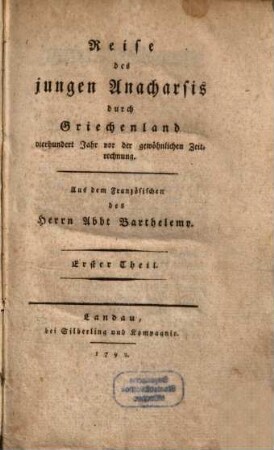 Reise
des
jungen Anacharsis
durch
Griechenland
vierhundert Jahr vor der gewöhnlichen Zeit-
rechnung.
Aus dem Französischen
des
Herrn Abbt Barthelemy.
Erster Theil.
Landau,
bei Silberling und Kompagnie.